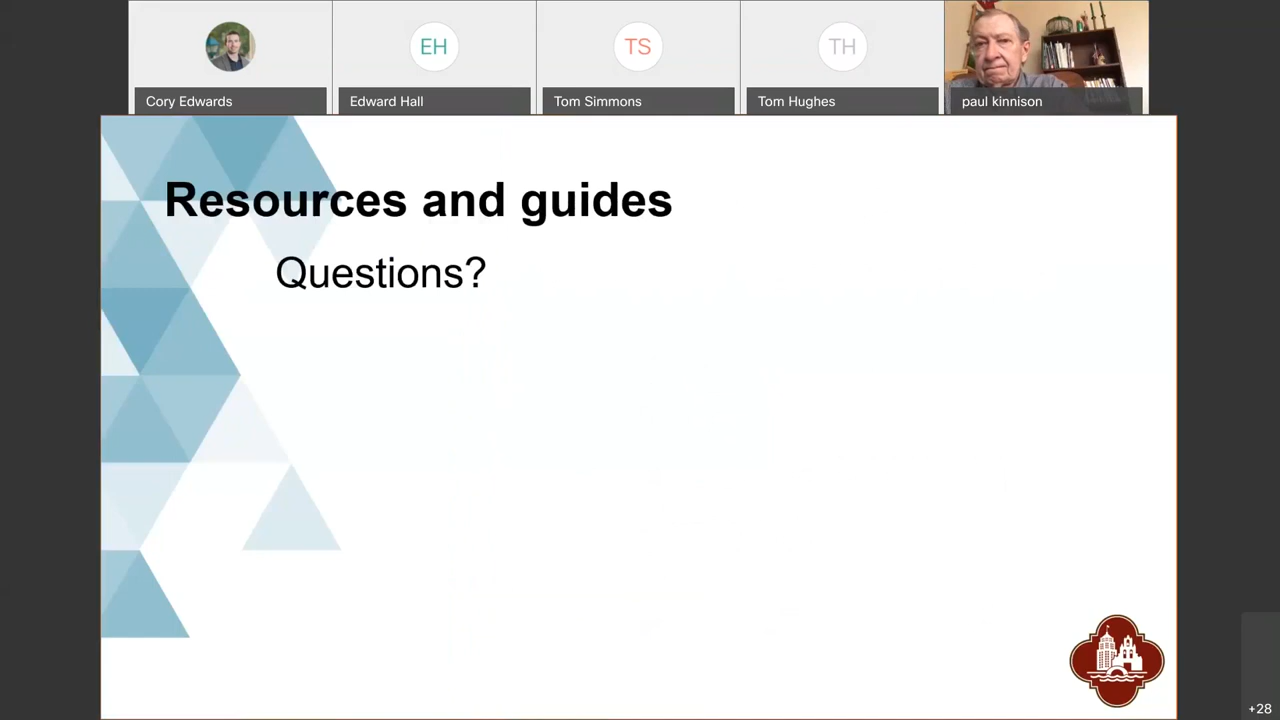 EH
TS
TH
Cory Edwards
Edward Hall
Tom Simmons
Tom Hughes
paul kinnison
Resources and guides
Questions?
+28